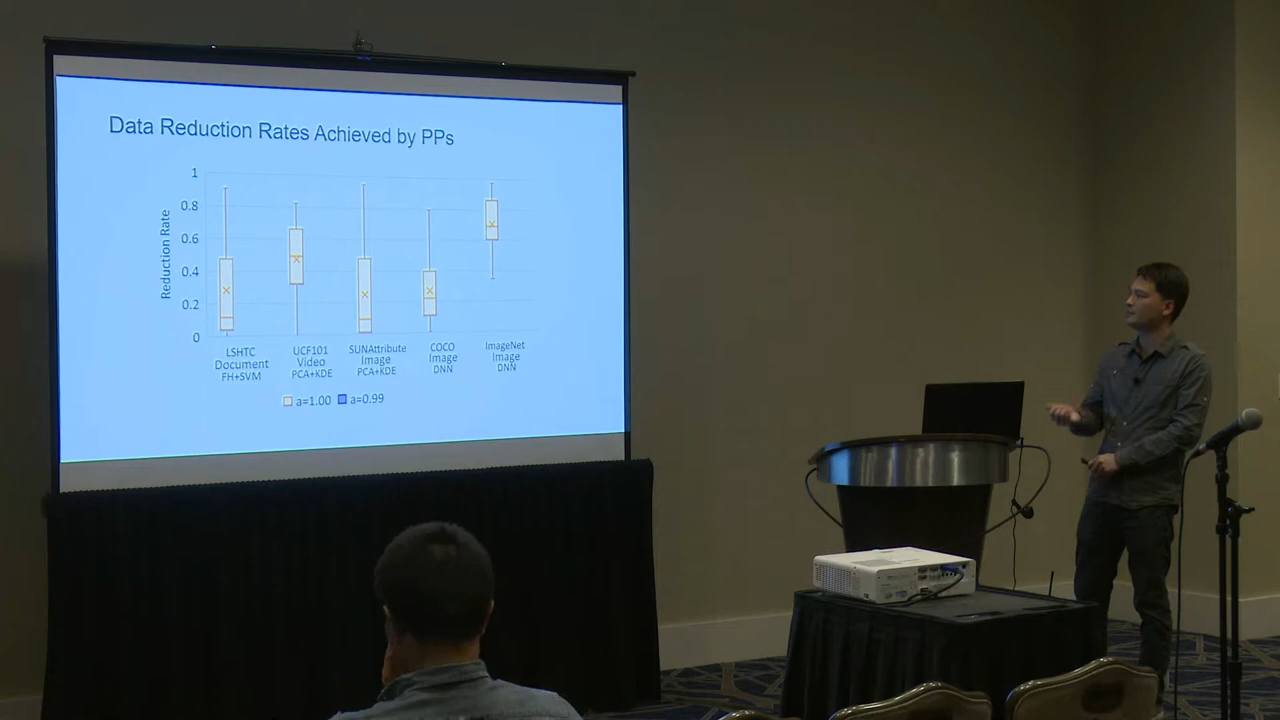 Data Reduction Rates Achieved by PPs
Reduction Rate
1
0.8
0.6
0.4
0.2
0
LSHTC
Document
FH+SVM
UCF101
Video
PCA+KDE
SUNAttribute
Image
PCA+KDE
COCO
Image
DNN
ImageNet
Image
DNN
a=1.00 a=0.99